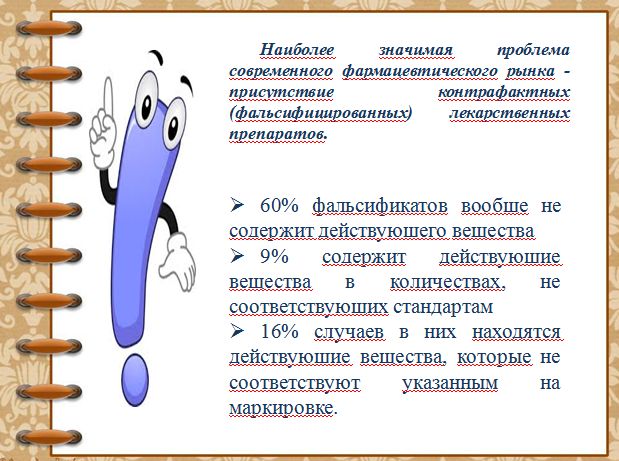 Наиболее значимая проблема
современного фармацевтического рынка -
присутствие контрафактных
(фальсифицированных) лекарственных
препаратов.
➢ 60% фальсификатов вообще не
содержит действующего вещества
➢ 9% содержит действующие
вещества в количествах, не
соответствующих стандартам
➢ 16% случаев в них находятся
действующие вещества, которые не
соответствуют указанным на
маркировке.